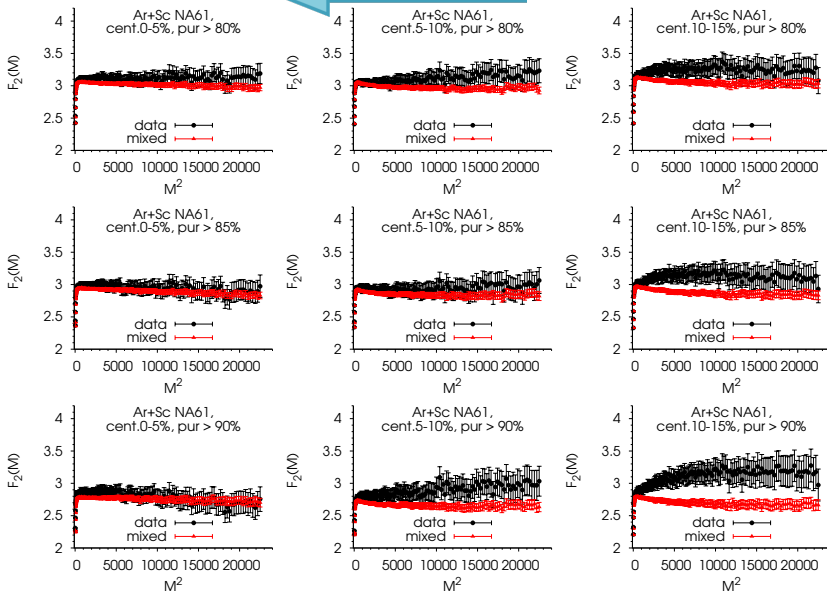 Ar+Sc NA61,
cent.0-5%, pur > 80%
F2(M)
4
3.5
3
2.5
2
data
mixed
0 5000 10000 15000 20000
M²
Ar+Sc NA61,
cent.5-10%, pur > 80%
F2(M)
4
3.5
3
2.5
2
data
mixed
0 5000 10000 15000 20000
M²
Ar+Sc NA61,
cent.10-15%, pur > 80%
F2(M)
4
3.5
3
2.5
2
data
mixed
0 5000 10000 15000 20000
M²
Ar+Sc NA61,
cent.0-5%, pur > 85%
F2(M)
4
3.5
3
2.5
2
data
mixed
0 5000 10000 15000 20000
M²
Ar+Sc NA61,
cent.5-10%, pur > 85%
F2(M)
4
3.5
3
2.5
2
data
mixed
0 5000 10000 15000 20000
M²
Ar+Sc NA61,
cent.10-15%, pur > 85%
F2(M)
4
3.5
3
2.5
2
data
mixed
0 5000 10000 15000 20000
M²
Ar+Sc NA61,
cent.0-5%, pur > 90%
F2(M)
4
3.5
3
2.5
2
data
mixed
0 5000 10000 15000 20000
M²
Ar+Sc NA61,
cent.5-10%, pur > 90%
F2(M)
4
3.5
3
2.5
2
data
mixed
0 5000 10000 15000 20000
M²
Ar+Sc NA61,
cent.10-15%, pur > 90%
F2(M)
4
3.5
3
2.5
2
data
mixed
0 5000 10000 15000 20000
M²